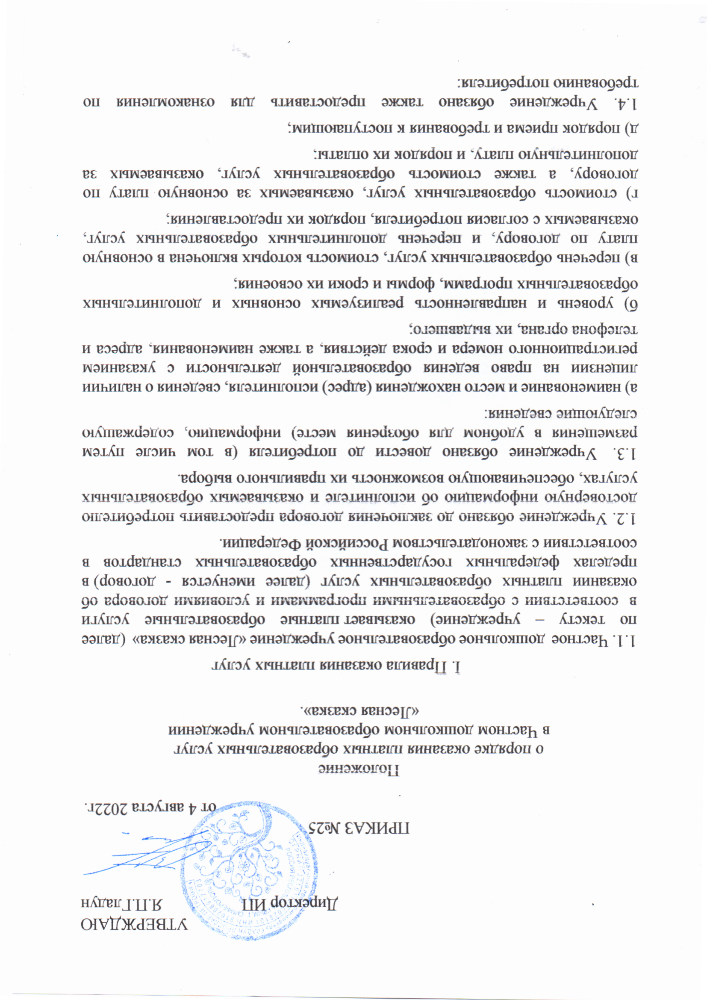 УТВЕРЖДАЮ
Директор ИП Я.П.Гладун
ПРИКАЗ №25
от 4 августа 2022г.
Положение
о порядке оказания платных образовательных услуг
в Частном дошкольном образовательном учреждении
«Лесная сказка».
I. Правила оказания платных услуг
1.1. Частное дошкольное образовательное учреждение «Лесная сказка» (далее
по тексту – учреждение) оказывает платные образовательные услуги
в соответствии с образовательными программами и условиями договора об
оказании платных образовательных услуг (далее именуется - договор) в
пределах федеральных государственных образовательных стандартов в
соответствии с законодательством Российской Федерации.
1.2. Учреждение обязано до заключения договора предоставить потребителю
достоверную информацию об исполнителе и оказываемых образовательных
услугах, обеспечивающую возможность их правильного выбора.
1.3. Учреждение обязано довести до потребителя (в том числе путем
размещения в удобном для обозрения месте) информацию, содержащую
следующие сведения:
а) наименование и место нахождения (адрес) исполнителя, сведения о наличии
лицензии на право ведения образовательной деятельности с указанием
регистрационного номера и срока действия, а также наименования, адреса и
телефона органа, их выдавшего;
б) уровень и направленность реализуемых основных и дополнительных
образовательных программ, формы и сроки их освоения;
в) перечень образовательных услуг, стоимость которых включена в основную
плату по договору, и перечень дополнительных образовательных услуг,
оказываемых с согласия потребителя, порядок их предоставления;
г) стоимость образовательных услуг, оказываемых за основную плату по
договору, а также стоимость образовательных услуг, оказываемых за
дополнительную плату, и порядок их оплаты;
д) порядок приема и требования к поступающим;
1.4. Учреждение обязано также предоставить для ознакомления по
требованию потребителя: